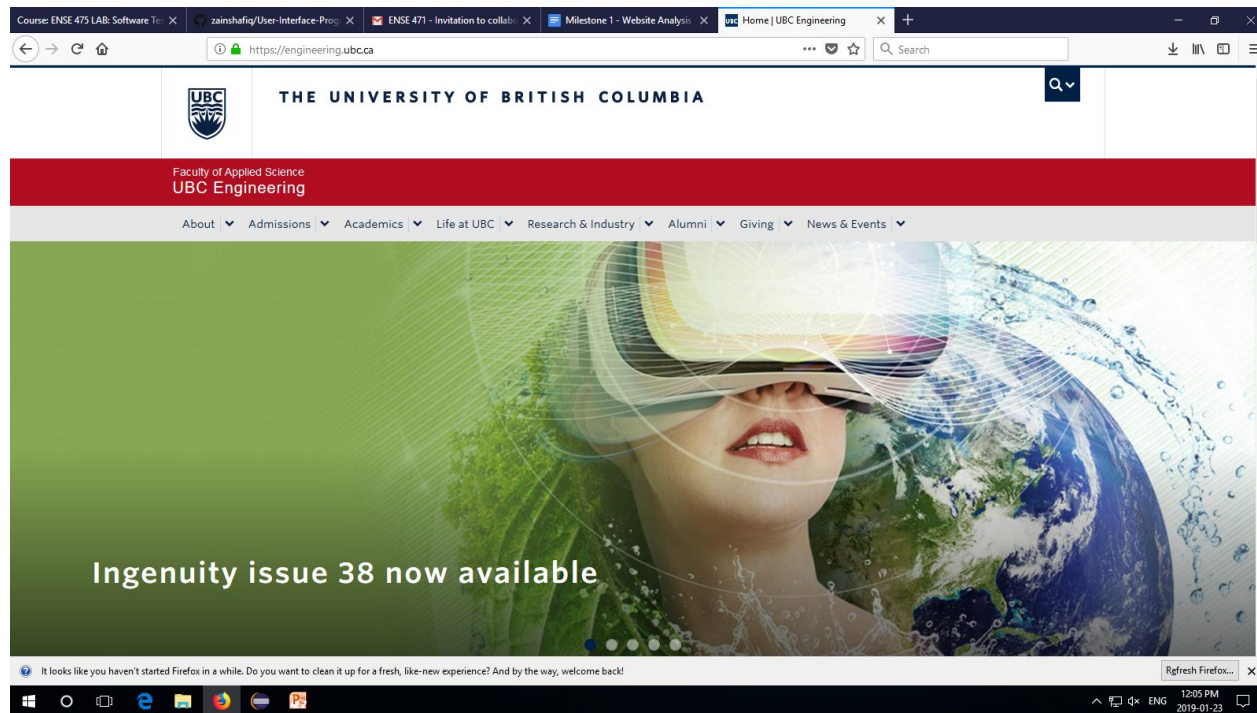 Course: ENSE 475 LAB: Software Te
zainshafiq/User-Interface-Prog
ENSE 471 - Invitation to collabo
Milestone 1 - Website Analysis
UBC
Home | UBC Engineering
https://engineering.ubc.ca
Search
UBC
THE UNIVERSITY OF BRITISH COLUMBIA
Faculty of Applied Science
UBC Engineering
About
Admissions
Academics
Life at UBC
Research & Industry
Alumni
Giving
News & Events
Ingenuity issue 38 now available
It looks like you haven't started Firefox in a while. Do you want to clean it up for a fresh, like-new experience? And by the way, welcome back!
Refresh Firefox...
ENG
12:05 PM
2019-01-23